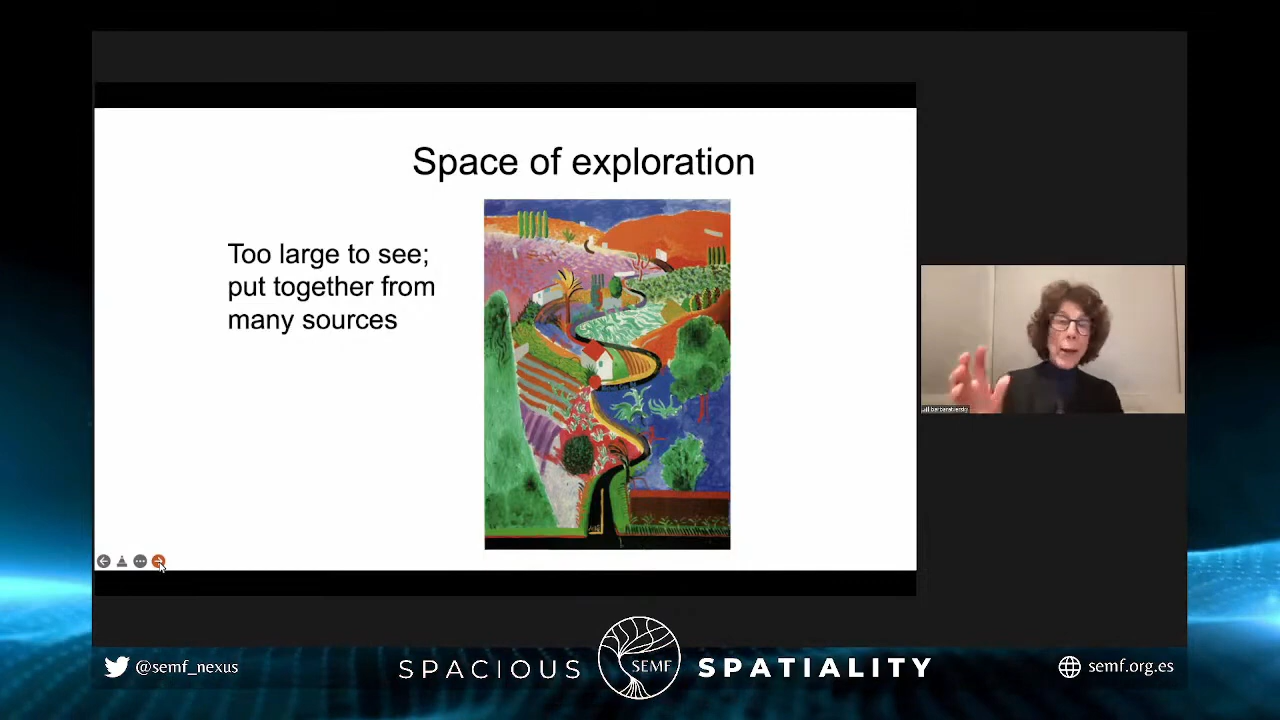 Space of exploration
Too large to see;
put together from
many sources
barbaratversky
@semf_nexus
SPACIOUS
SEMF
SPATIALITY
semf.org.es